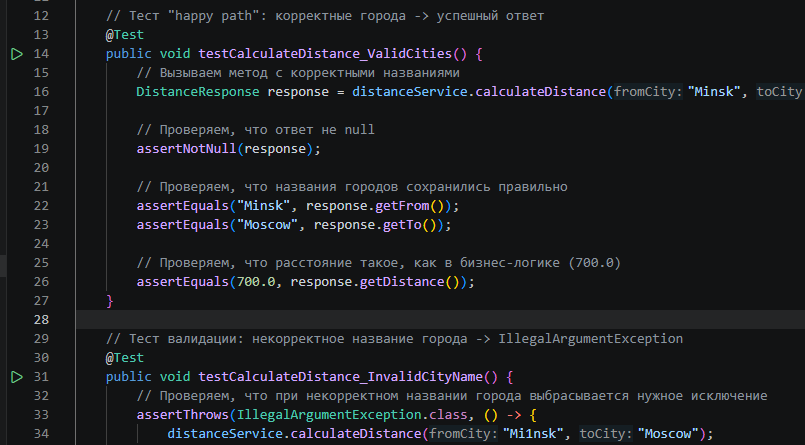 12 // Тест "happy path": корректные города -> успешный ответ
13 @Test
14 public void testCalculateDistance_ValidCities() {
15 // Вызываем метод с корректными названиями
16 DistanceResponse response = distanceService.calculateDistance(fromCity: "Minsk", toCity
17
18 // Проверяем, что ответ не null
19 assertNotNull(response);
20
21 // Проверяем, что названия городов сохранились правильно
22 assertEquals("Minsk", response.getFrom());
23 assertEquals("Moscow", response.getTo());
24
25 // Проверяем, что расстояние такое, как в бизнес-логике (700.0)
26 assertEquals(700.0, response.getDistance());
27 }
28
29 // Тест валидации: некорректное название города -> IllegalArgumentException
30 @Test
31 public void testCalculateDistance_InvalidCityName() {
32 // Проверяем, что при некорректном названии города выбрасывается нужное исключение
33 assertThrows(IllegalArgumentException.class, () -> {
34 distanceService.calculateDistance(fromCity: "Mi1nsk", toCity: "Moscow");